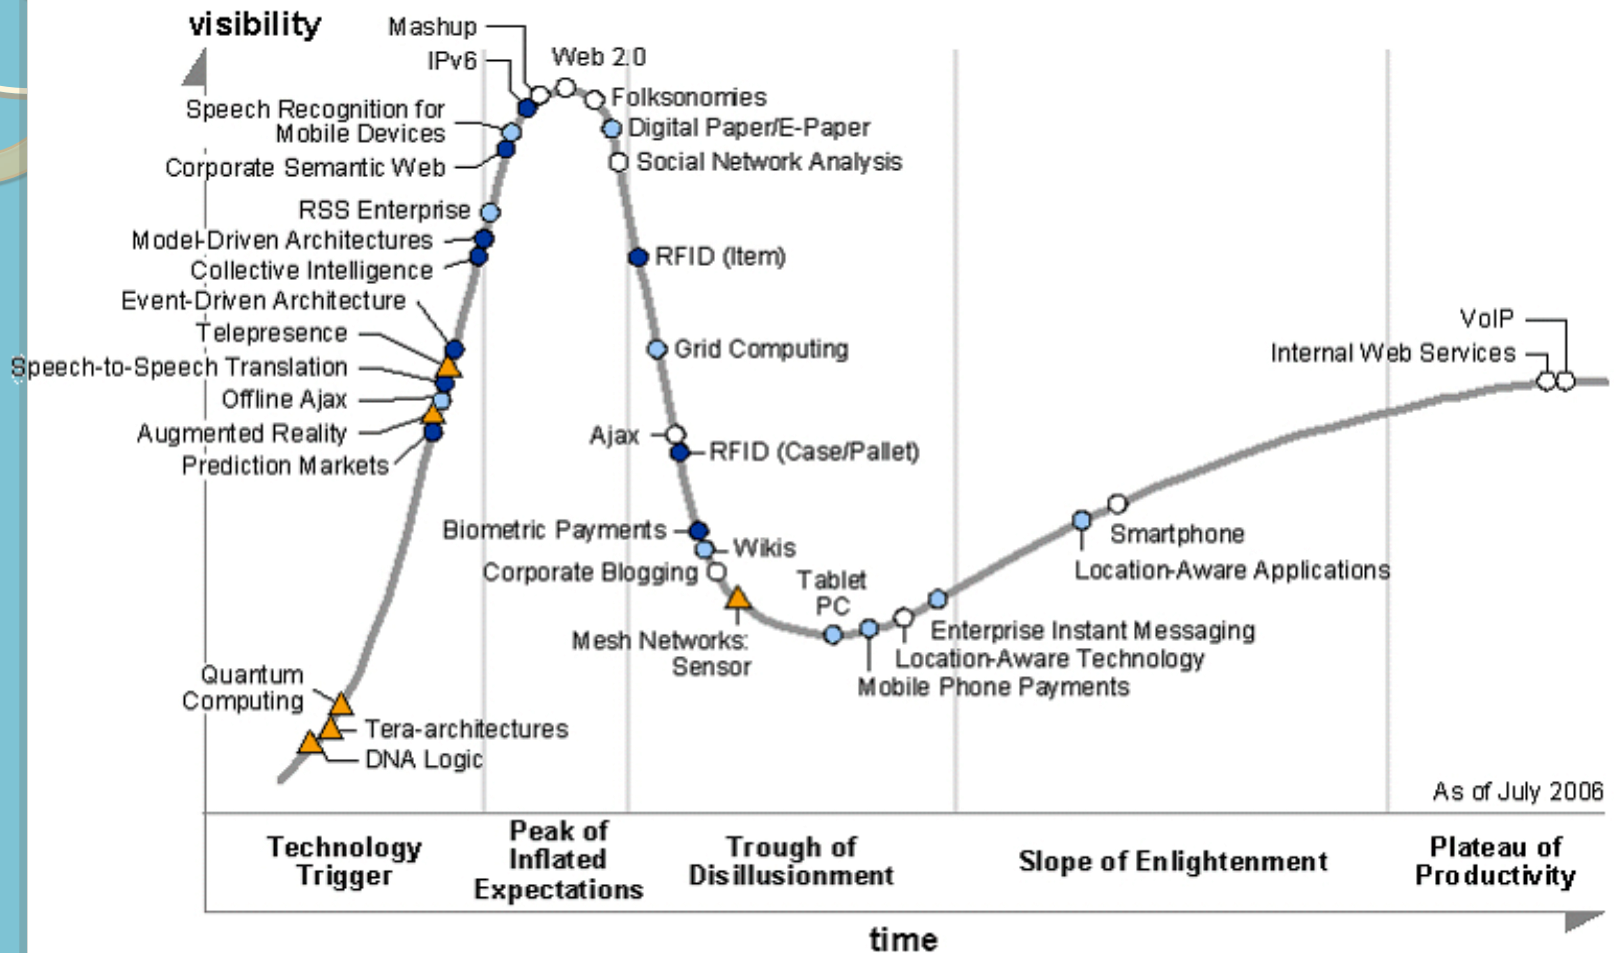 visibility
Mashup
IPv6
Web 2.0
Speech Recognition for
Mobile Devices
Folksonomies
Digital Paper/E-Paper
Corporate Semantic Web
Social Network Analysis
RSS Enterprise
Model-Driven Architectures
Collective Intelligence
RFID (Item)
Event-Driven Architecture
Telepresence
Speech-to-Speech Translation
Grid Computing
VoIP
Internal Web Services
Offline Ajax
Augmented Reality
Prediction Markets
Ajax
RFID (Case/Pallet)
Biometric Payments
Wikis
Corporate Blogging
Tablet
PC
Smartphone
Location-Aware Applications
Mesh Networks:
Sensor
Enterprise Instant Messaging
Location-Aware Technology
Mobile Phone Payments
Quantum
Computing
Tera-architectures
DNA Logic
As of July 2006
Technology
Trigger
Peak of
Inflated
Expectations
Trough of
Disillusionment
Slope of Enlightenment
Plateau of
Productivity
time